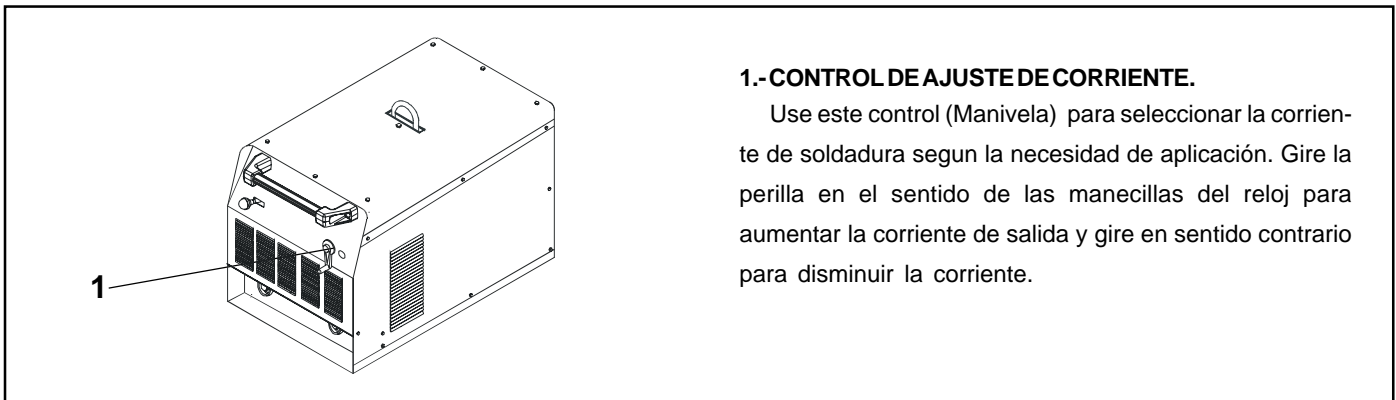 1.- CONTROL DE AJUSTE DE CORRIENTE.
Use este control (Manivela) para seleccionar la corrien-
te de soldadura segun la necesidad de aplicación. Gire la
perilla en el sentido de las manecillas del reloj para
aumentar la corriente de salida y gire en sentido contrario
para disminuir la corriente.
1